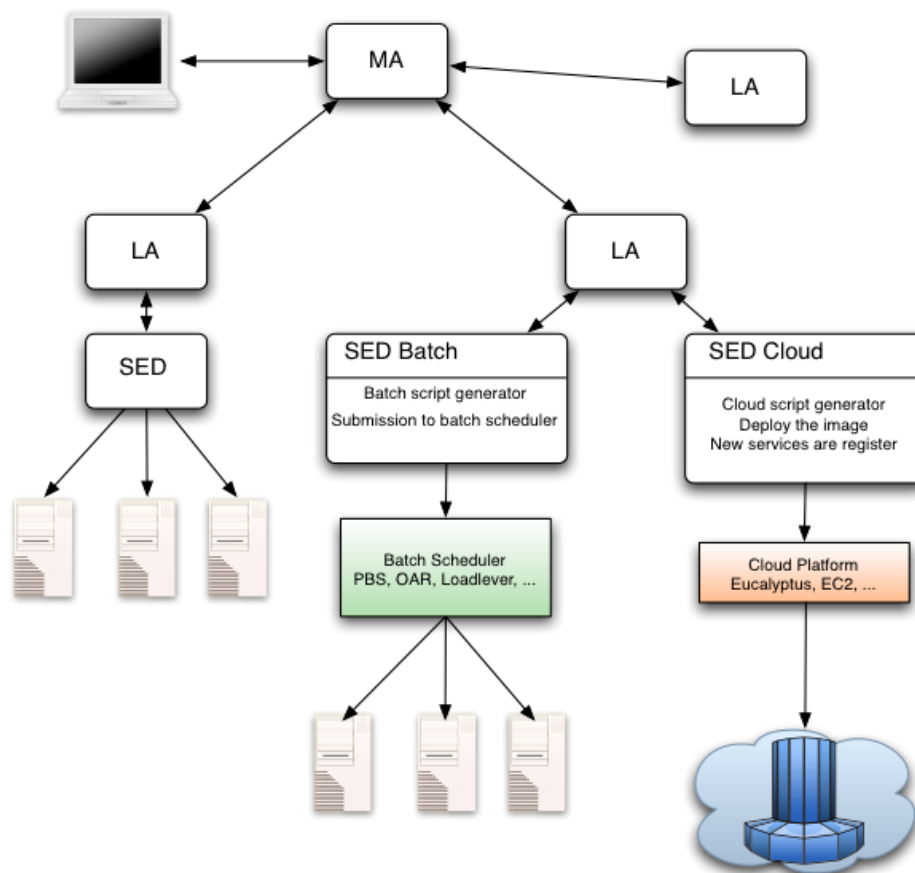 MA
LA
LA
LA
SED
SED Batch
Batch script generator
Submission to batch scheduler
SED Cloud
Cloud script generator
Deploy the image
New services are register
Batch Scheduler
PBS, OAR, Loadlever, ...
Cloud Platform
Eucalyptus, EC2, ...